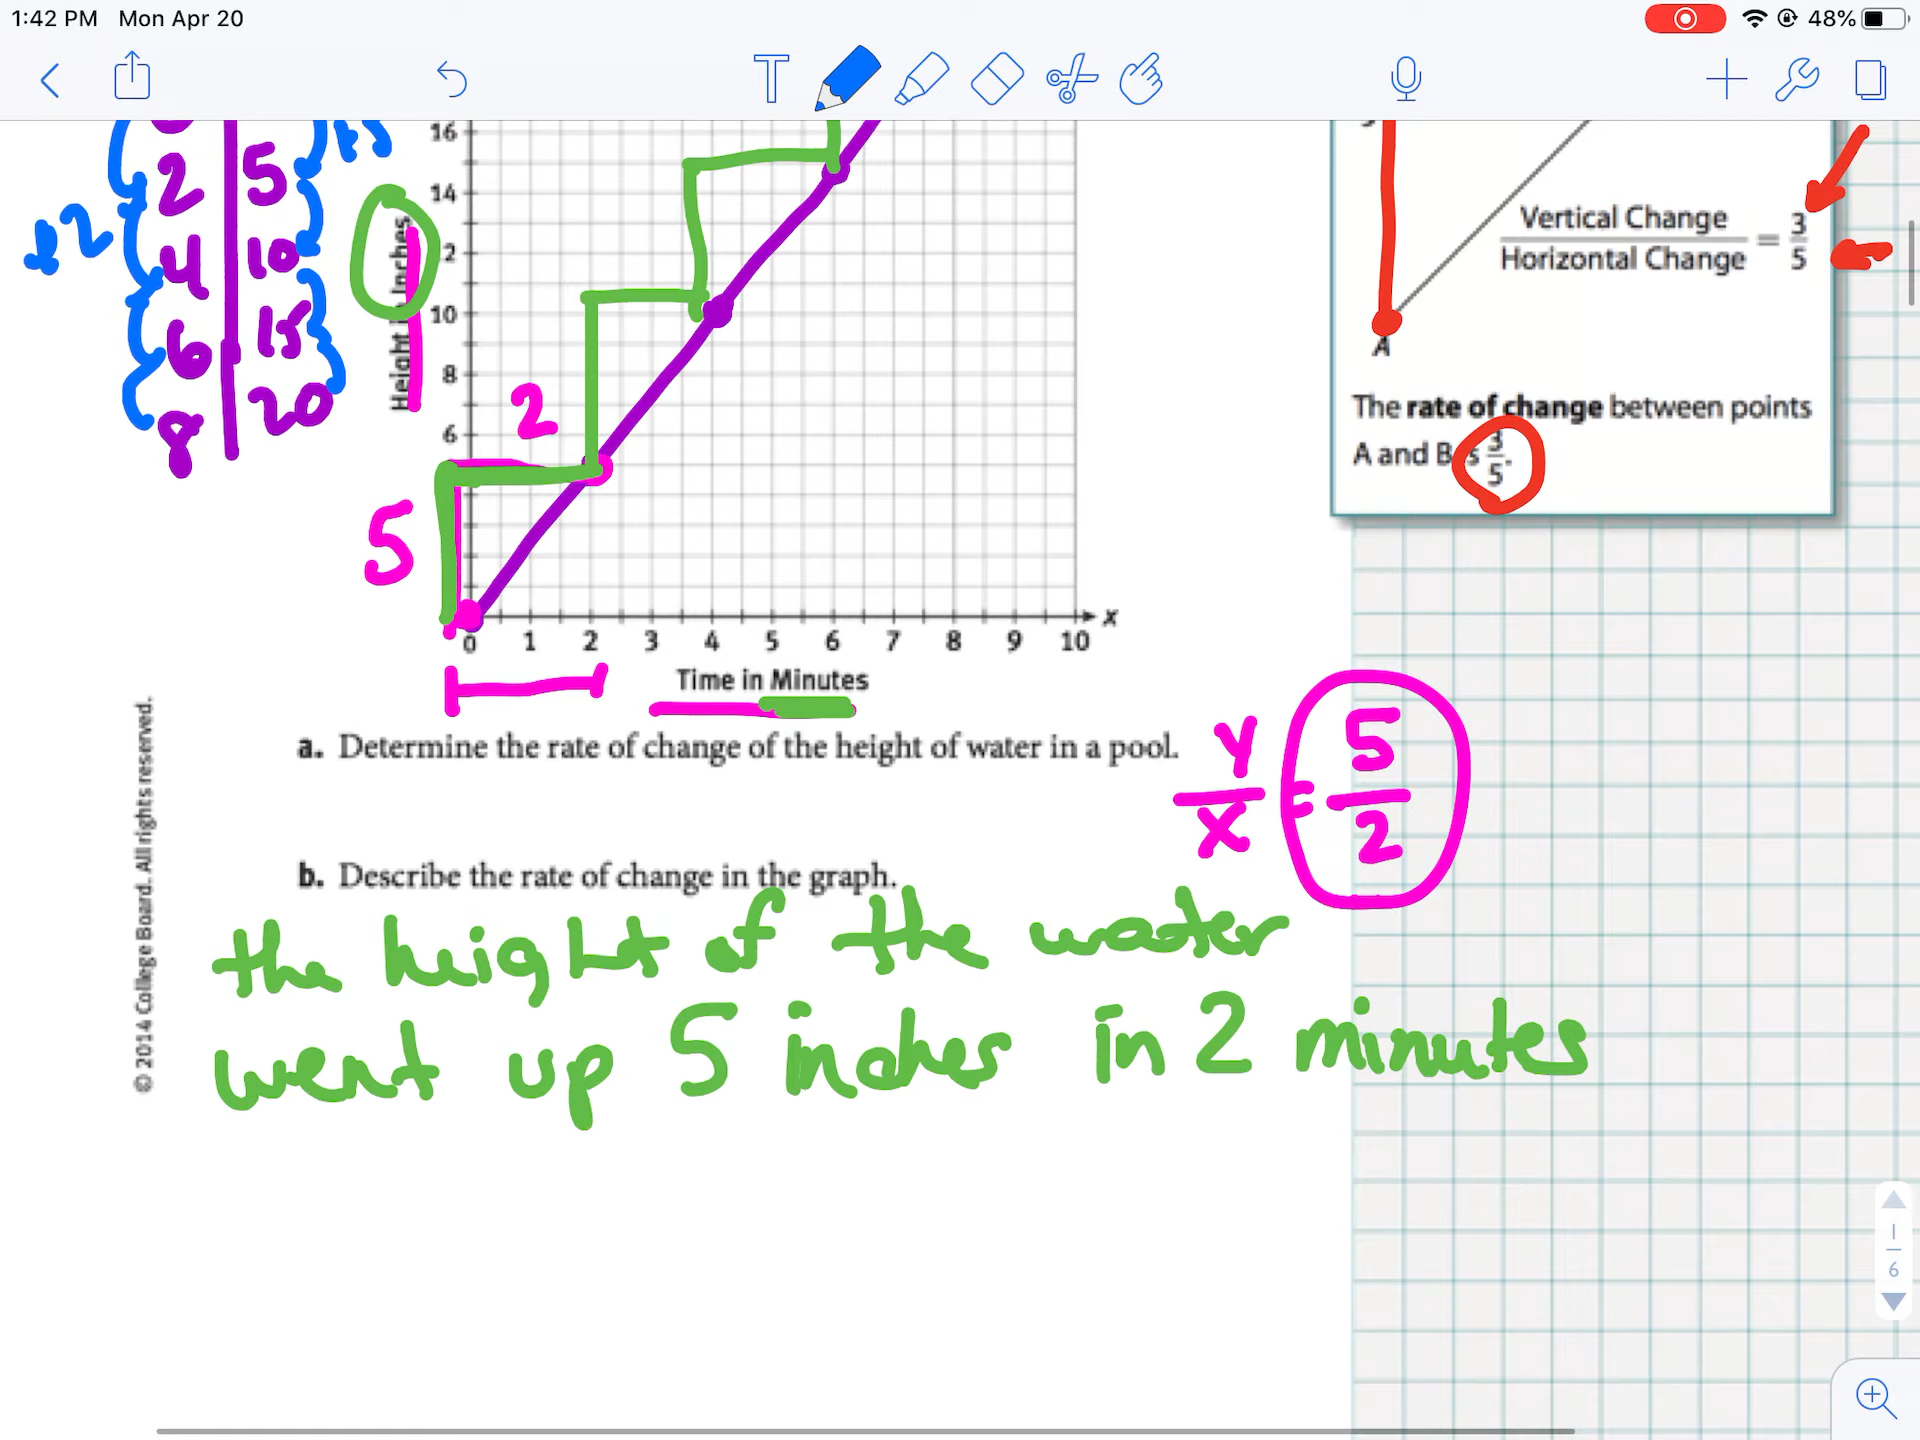 1:42 PM Mon Apr 20
48%
T
2 5
4 10
6 15
8 20
+2
+5
16
14
12
10
8
6
Height in Inches
2
5
0 1 2 3 4 5 6 7 8 9 10 x
Time in Minutes
a. Determine the rate of change of the height of water in a pool.
y/x = 5/2
b. Describe the rate of change in the graph.
the height of the water
went up 5 inches in 2 minutes
© 2014 College Board. All rights reserved.
Vertical Change / Horizontal Change = 3/5
A
The rate of change between points
A and B is 3/5.
1
6